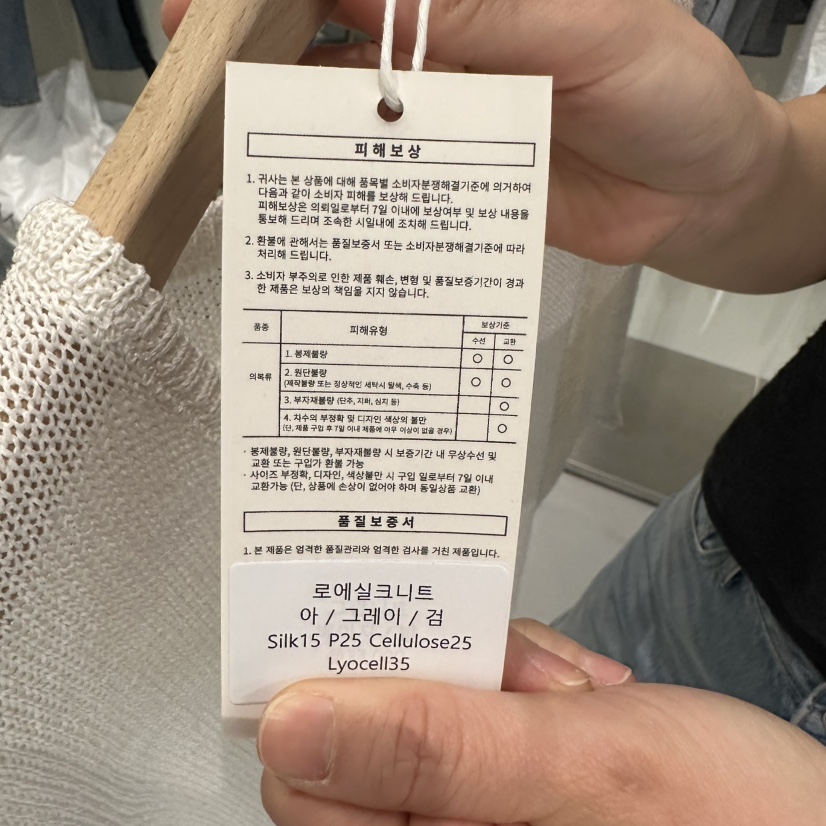 피해보상
1. 귀사는 본 상품에 대해 품목별 소비자분쟁해결기준에 의거하여
다음과 같이 소비자 피해를 보상해 드립니다.
피해보상은 의뢰일로부터 7일 이내에 보상여부 및 보상 내용을
통보해 드리며 조속한 시일내에 조치해 드립니다.
2. 환불에 관해서는 품질보증서 또는 소비자분쟁해결기준에 따라
처리해 드립니다.
3. 소비자 부주의로 인한 제품 훼손, 변형 및 품질보증기간이 경과
한 제품은 보상의 책임을 지지 않습니다.
품종 피해유형 보상기준
수선 교환
의복류
1. 봉제불량 ○ ○
2. 원단불량 ○ ○
(제작불량 또는 정상적인 세탁시 탈색, 수축 등)
3. 부자재불량 (단추, 지퍼, 심지 등) ○
4. 차수의 부정확 및 디자인 색상의 불만 ○
(단, 제품 구입 후 7일 이내 제품에 아무 이상이 없을 경우)
· 봉제불량, 원단불량, 부자재불량 시 보증기간 내 무상수선 및
교환 또는 구입가 환불 가능
· 사이즈 부정확, 디자인, 색상불만 시 구입 일로부터 7일 이내
교환가능 (단, 상품에 손상이 없어야 하며 동일상품 교환)
품질보증서
1. 본 제품은 엄격한 품질관리와 엄격한 검사를 거친 제품입니다.
로에실크니트
아 / 그레이 / 검
Silk15 P25 Cellulose25
Lyocell35